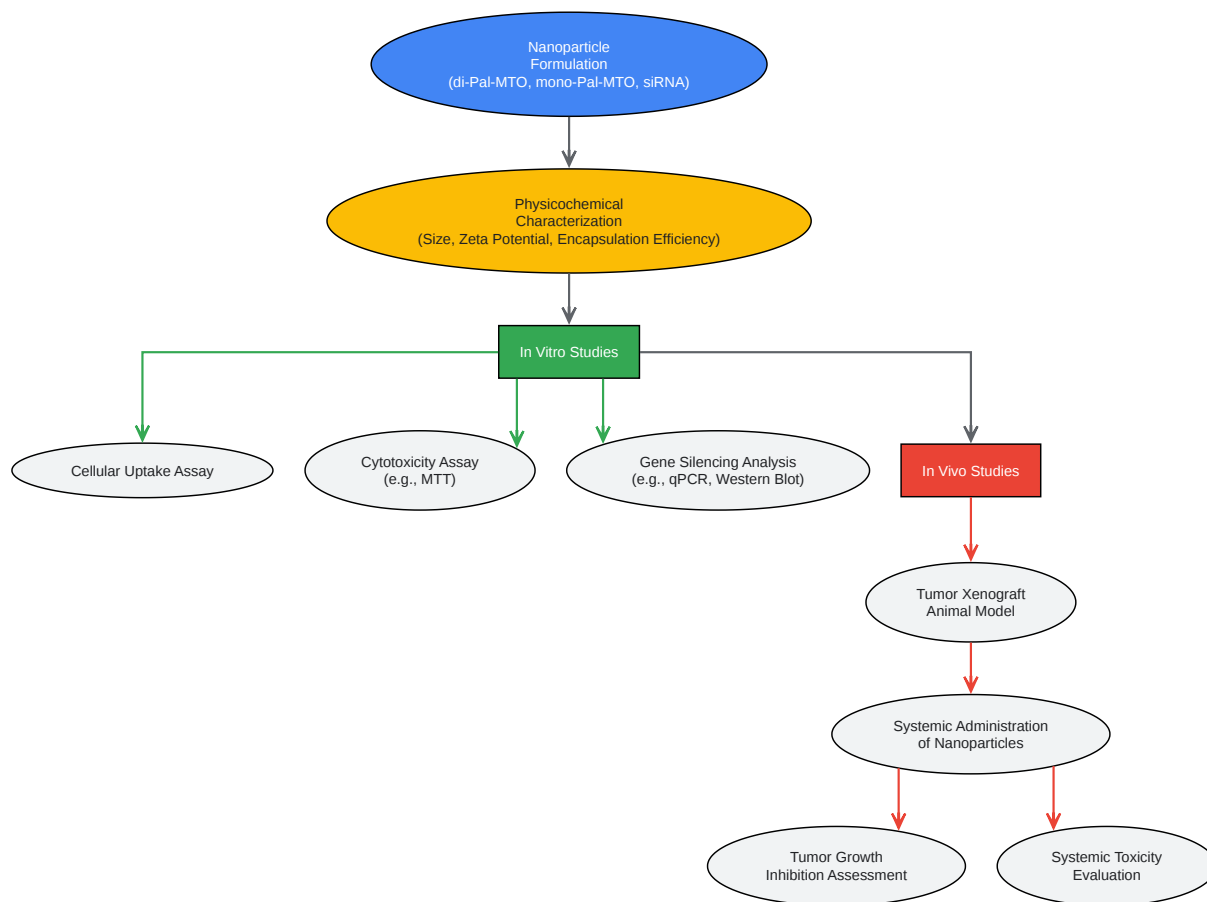 Nanoparticle
Formulation
(di-Pal-MTO, mono-Pal-MTO, siRNA)
Physicochemical
Characterization
(Size, Zeta Potential, Encapsulation Efficiency)
In Vitro Studies
Cellular Uptake Assay
Cytotoxicity Assay
(e.g., MTT)
Gene Silencing Analysis
(e.g., qPCR, Western Blot)
In Vivo Studies
Tumor Xenograft
Animal Model
Systemic Administration
of Nanoparticles
Tumor Growth
Inhibition Assessment
Systemic Toxicity
Evaluation